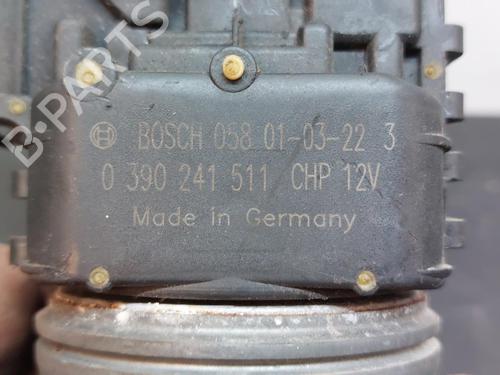 BOSCH 058 01-03-22 3
0 390 241 511 CHP 12V
Made in Germany
B-PARTS